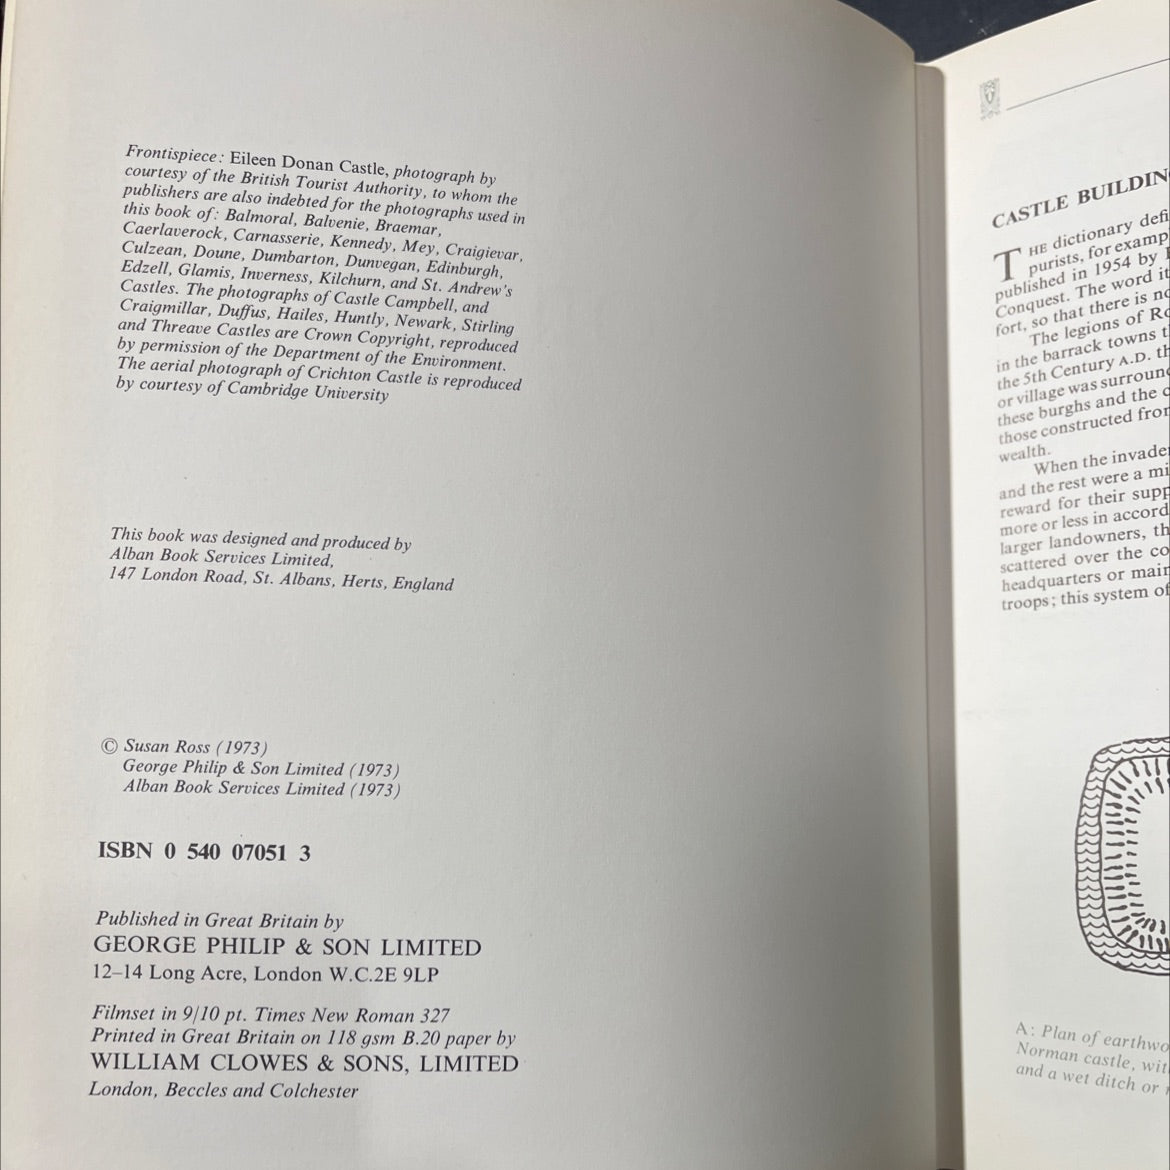 Frontispiece: Eileen Donan Castle, photograph by
courtesy of the British Tourist Authority, to whom the
publishers are also indebted for the photographs used in
this book of: Balmoral, Balvenie, Braemar,
Caerlaverock, Carnasserie, Kennedy, Mey, Craigievar,
Culzean, Doune, Dumbarton, Dunvegan, Edinburgh,
Edzell, Glamis, Inverness, Kilchurn, and St. Andrew's
Castles. The photographs of Castle Campbell, and
Craigmillar, Duffus, Hailes, Huntly, Newark, Stirling
and Threave Castles are Crown Copyright, reproduced
by permission of the Department of the Environment.
The aerial photograph of Crichton Castle is reproduced
by courtesy of Cambridge University
This book was designed and produced by
Alban Book Services Limited,
147 London Road, St. Albans, Herts, England
© Susan Ross (1973)
George Philip & Son Limited (1973)
Alban Book Services Limited (1973)
ISBN 0 540 07051 3
Published in Great Britain by
GEORGE PHILIP & SON LIMITED
12–14 Long Acre, London W.C.2E 9LP
Filmset in 9/10 pt. Times New Roman 327
Printed in Great Britain on 118 gsm B.20 paper by
WILLIAM CLOWES & SONS, LIMITED
London, Beccles and Colchester
CASTLE BUILDIN
THE dictionary defi
purists, for examp
published in 1954 by
Conquest. The word it
fort, so that there is no
The legions of Ro
in the barrack towns t
the 5th Century A.D. th
or village was surround
these burghs and the
those constructed from
wealth.
When the invade
and the rest were a mi
reward for their supp
more or less in accord
larger landowners, th
scattered over the co
headquarters or main
troops; this system of
A: Plan of earthwo
Norman castle, wit
and a wet ditch or